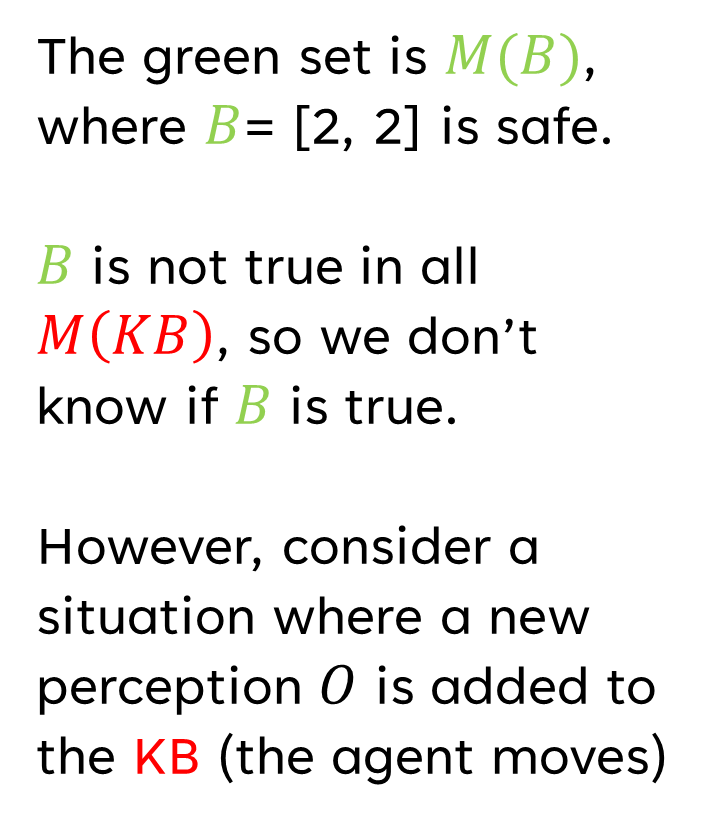 The green set is M(B),
where B= [2, 2] is safe.
B is not true in all
M(KB), so we don’t
know if B is true.
However, consider a
situation where a new
perception O is added to
the KB (the agent moves)